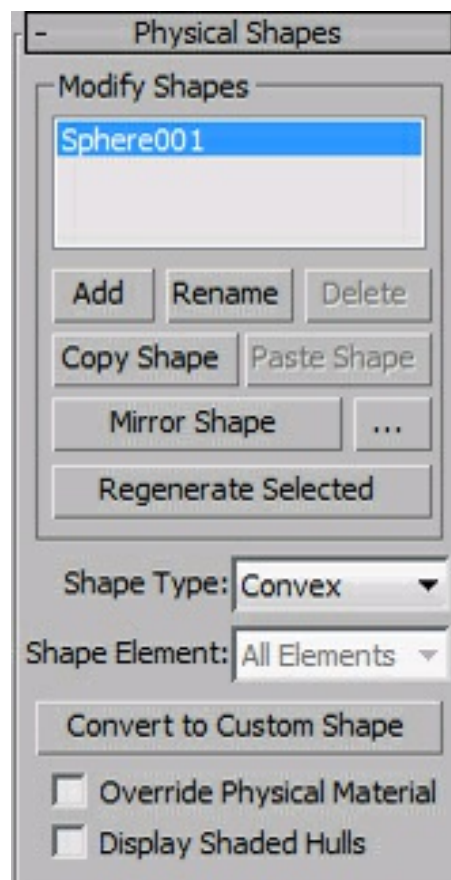 - Physical Shapes
Modify Shapes
Sphere001
Add Rename Delete
Copy Shape Paste Shape
Mirror Shape ...
Regenerate Selected
Shape Type: Convex
Shape Element: All Elements
Convert to Custom Shape
Override Physical Material
Display Shaded Hulls